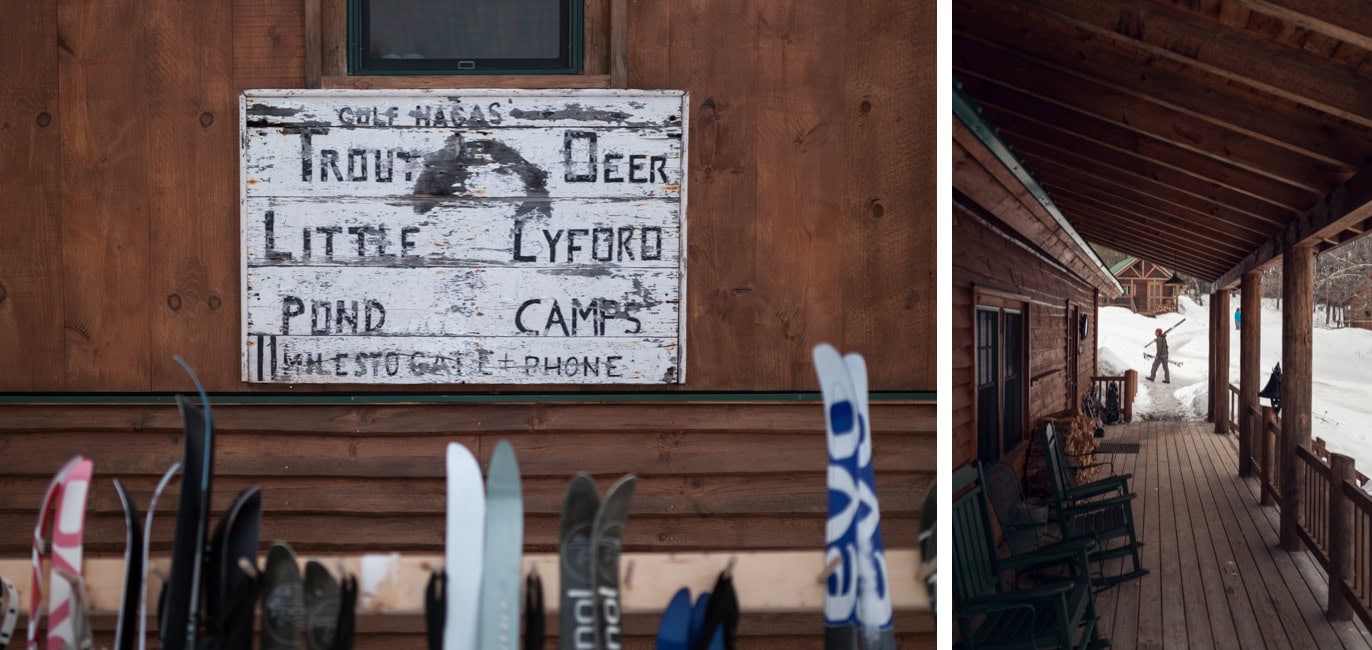 GULF HAGAS
TROUT DEER
LITTLE LYFORD
POND CAMPS
11 MILES TO GATE + PHONE